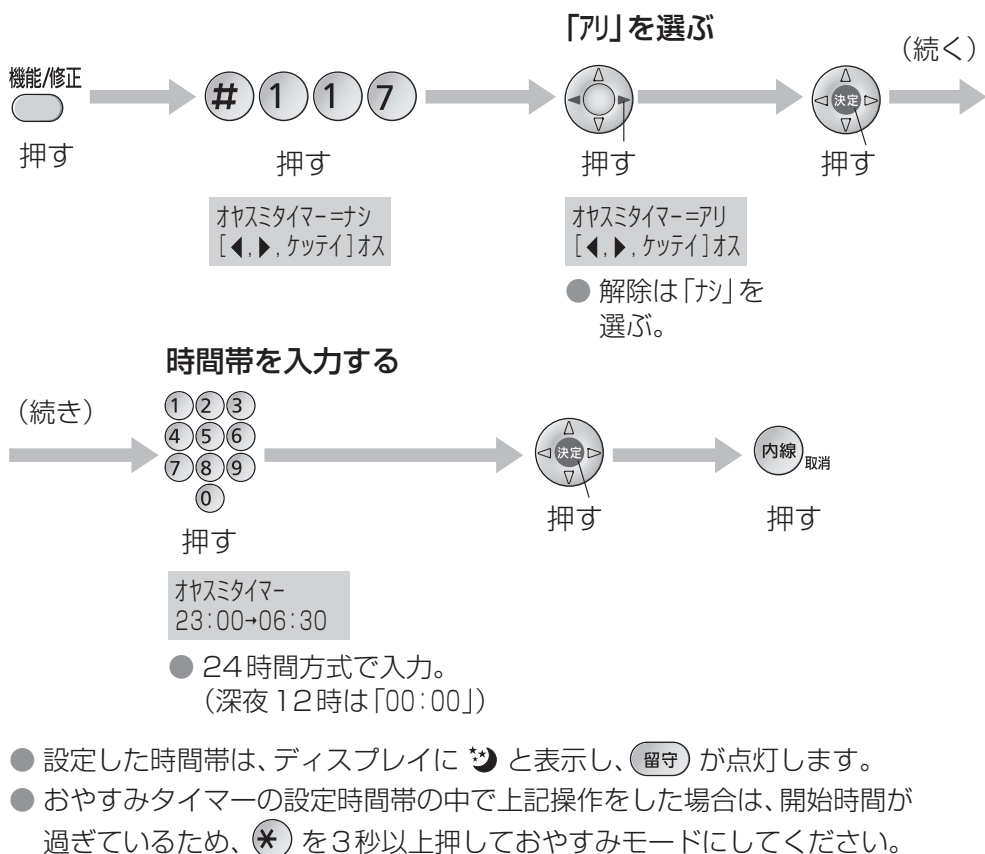 「ｱﾘ」を選ぶ
（続く）
機能/修正
押す
# 1 1 7
押す
ｵﾔｽﾐﾀｲﾏｰ=ﾅｼ
[◀,▶,ｹｯﾃｲ]ｵｽ
押す
ｵﾔｽﾐﾀｲﾏｰ=ｱﾘ
[◀,▶,ｹｯﾃｲ]ｵｽ
● 解除は「ﾅｼ」を
選ぶ。
決定
押す
時間帯を入力する
（続き）
1 2 3
4 5 6
7 8 9
0
押す
ｵﾔｽﾐﾀｲﾏｰ
23:00→06:30
● 24時間方式で入力。
（深夜12時は「00:00」）
決定
押す
内線 取消
押す
● 設定した時間帯は、ディスプレイに と表示し、留守 が点灯します。
● おやすみタイマーの設定時間帯の中で上記操作をした場合は、開始時間が
過ぎているため、＊ を3秒以上押しておやすみモードにしてください。